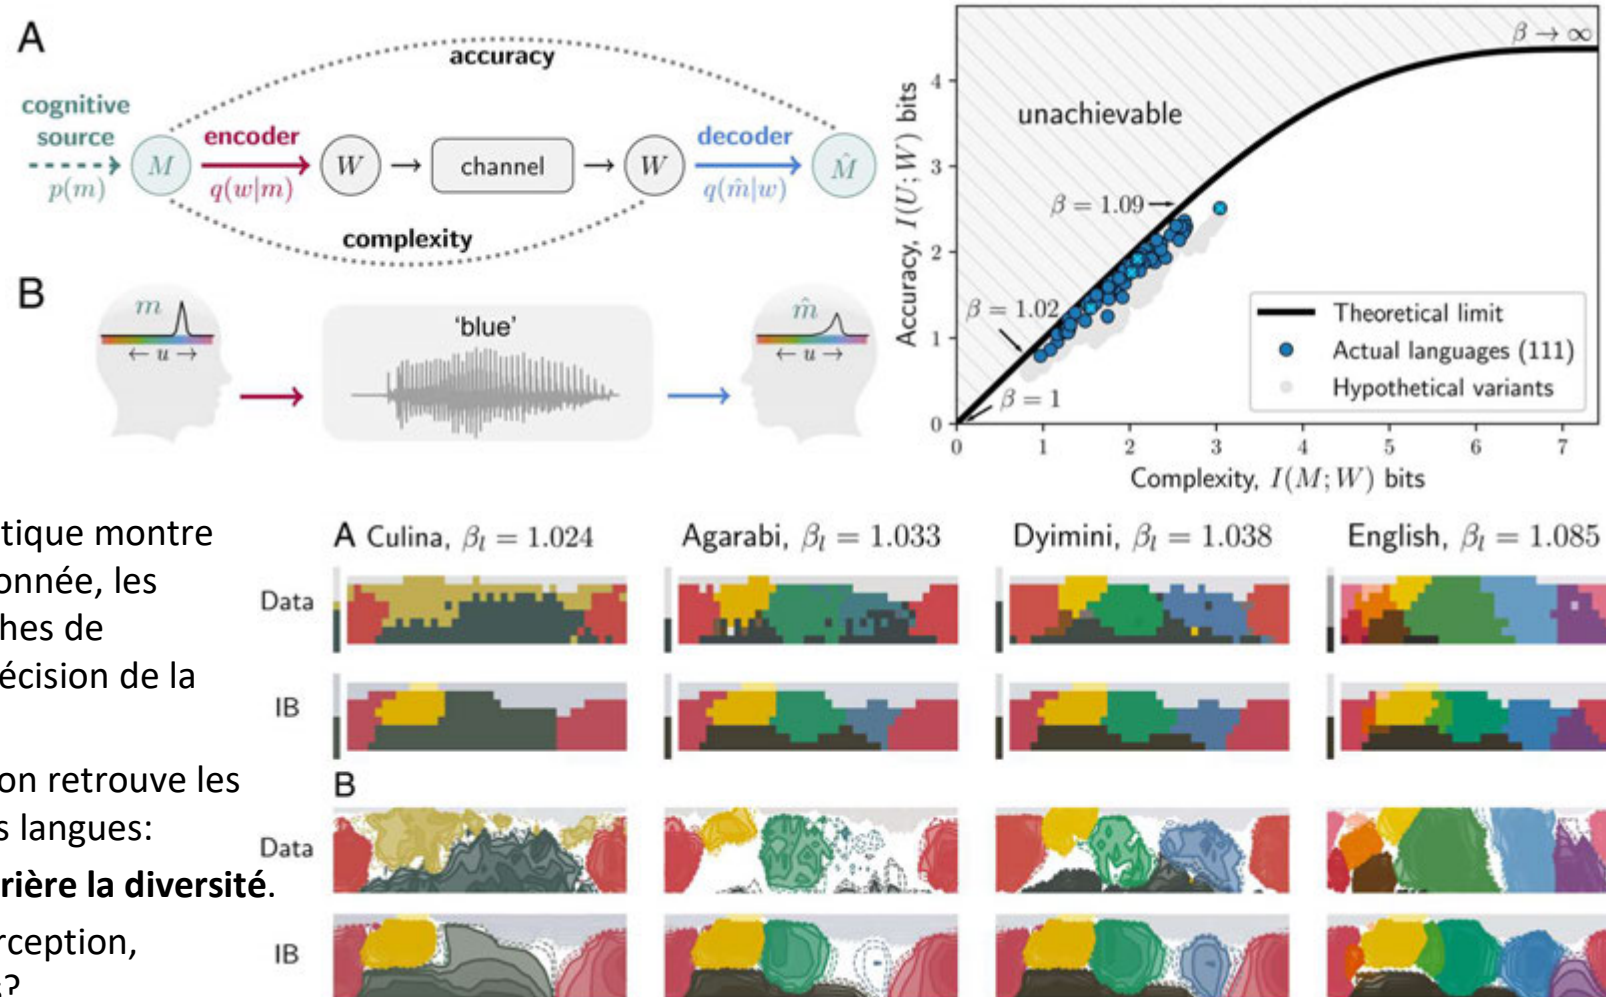 A
accuracy
cognitive
source
p(m)
M
encoder
q(w|m)
W
channel
W
decoder
q(m̂|w)
M̂
complexity
B
m
← u →
'blue'
m̂
← u →
Accuracy, I(U;W) bits
4
3
2
1
0
unachievable
β → ∞
β = 1.09
β = 1.02
β = 1
Theoretical limit
Actual languages (111)
Hypothetical variants
0 1 2 3 4 5 6 7
Complexity, I(M;W) bits
tique montre
onnée, les
ches de
écision de la
on retrouve les
s langues:
rière la diversité.
rception,
s?
A Culina, βl = 1.024
Agarabi, βl = 1.033
Dyimini, βl = 1.038
English, βl = 1.085
Data
IB
B
Data
IB